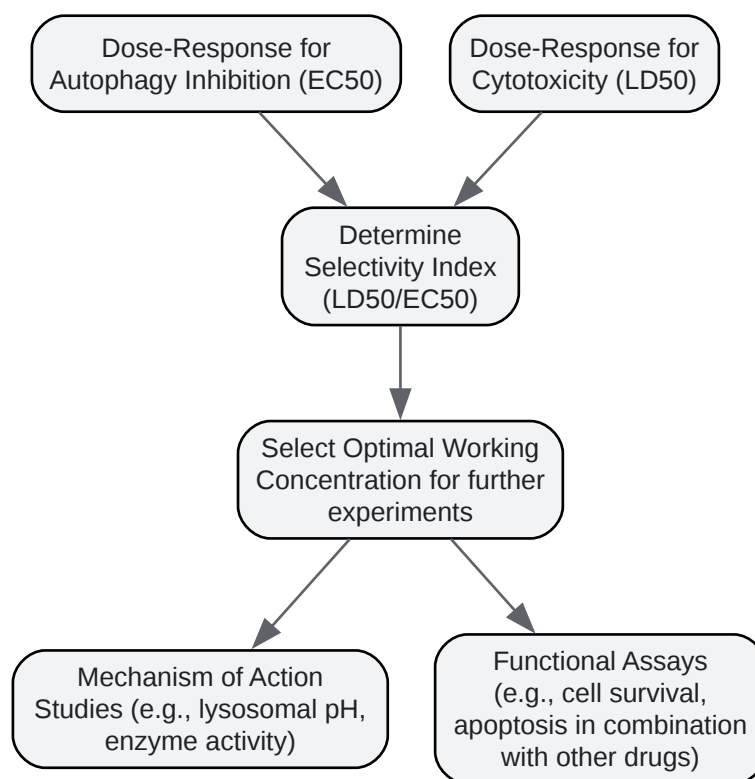 Dose-Response for
Autophagy Inhibition (EC50)
Dose-Response for
Cytotoxicity (LD50)
Determine
Selectivity Index
(LD50/EC50)
Select Optimal Working
Concentration for further
experiments
Mechanism of Action
Studies (e.g., lysosomal pH,
enzyme activity)
Functional Assays
(e.g., cell survival,
apoptosis in combination
with other drugs)